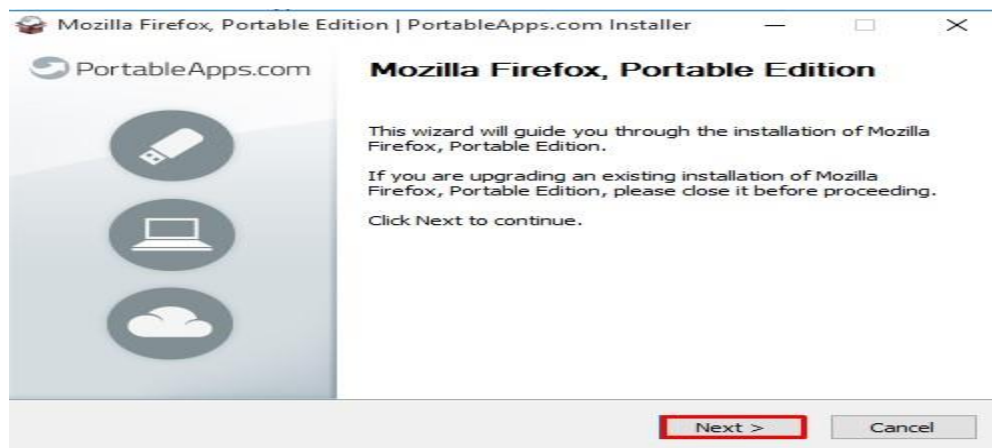 Mozilla Firefox, Portable Edition | PortableApps.com Installer
PortableApps.com
Mozilla Firefox, Portable Edition
This wizard will guide you through the installation of Mozilla
Firefox, Portable Edition.
If you are upgrading an existing installation of Mozilla
Firefox, Portable Edition, please close it before proceeding.
Click Next to continue.
Next >
Cancel